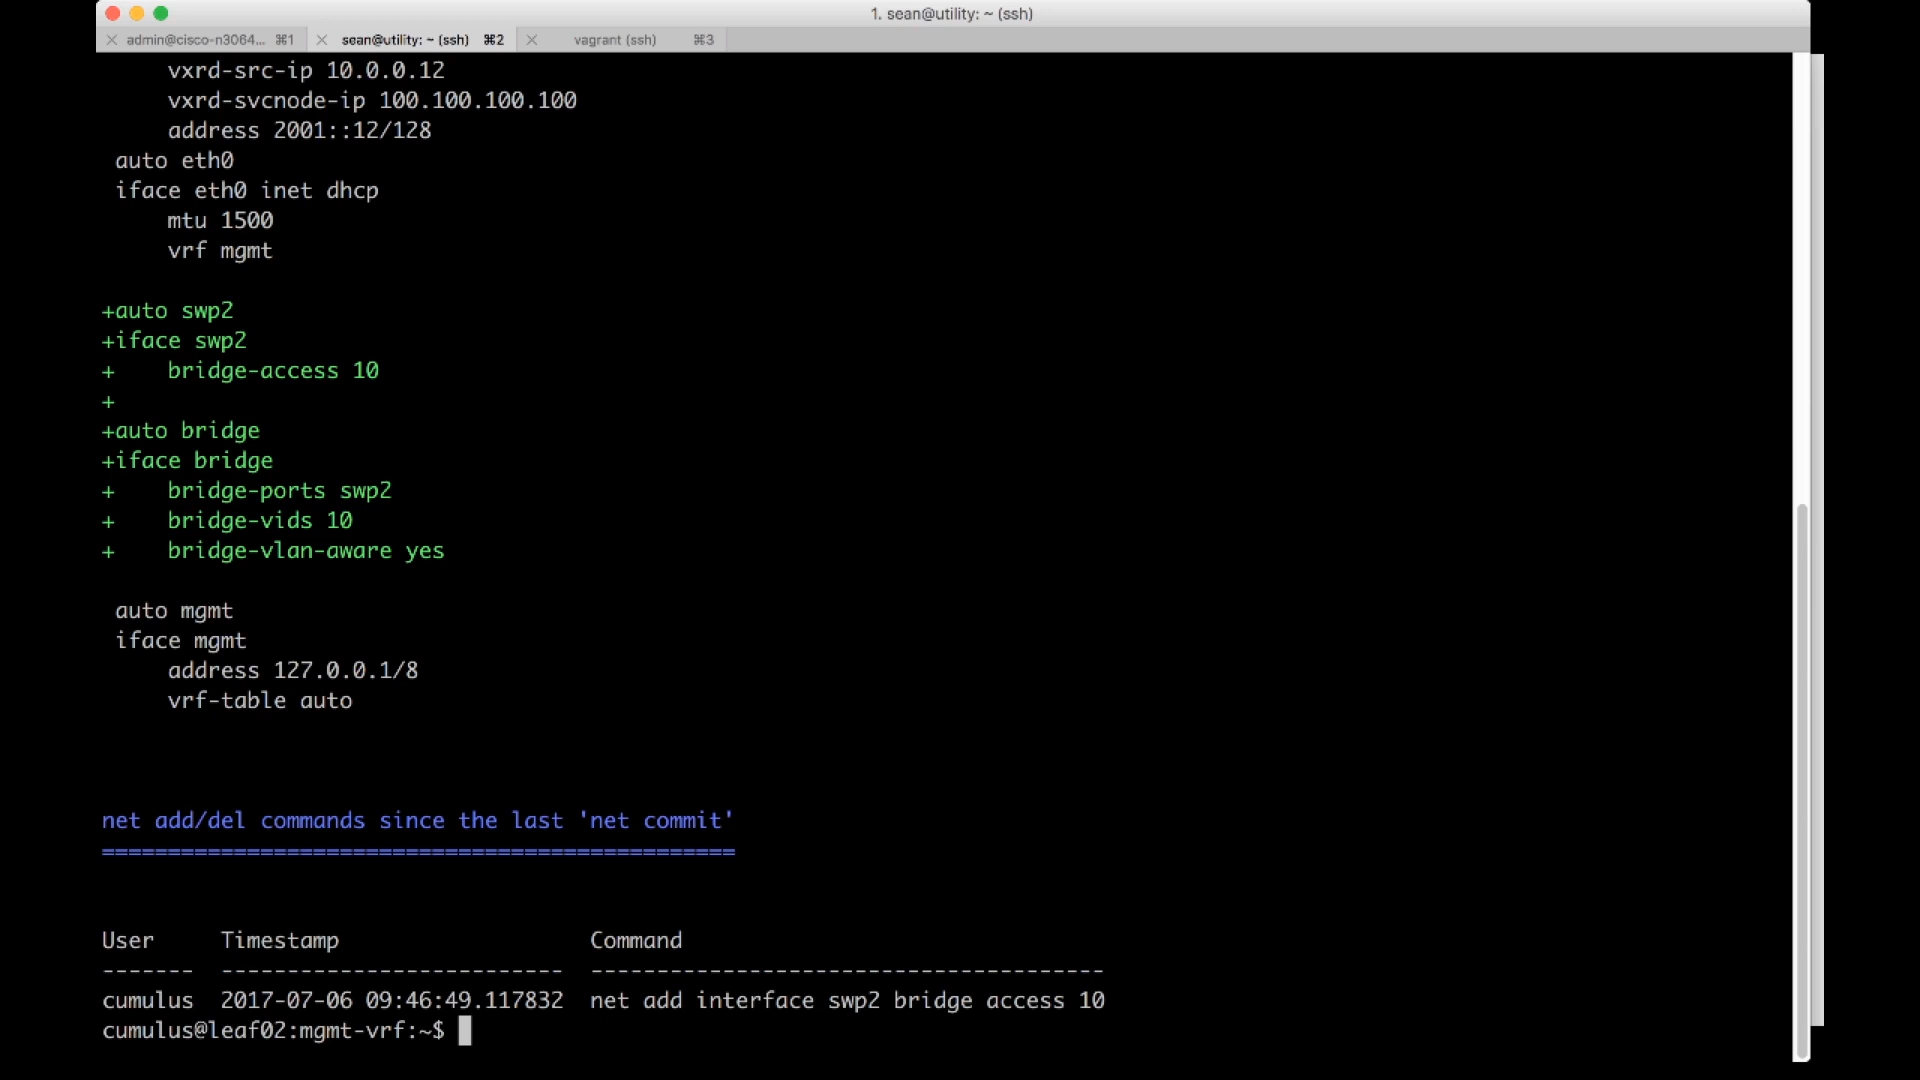 1. sean@utility: ~ (ssh)
admin@cisco-n3064... ⌘1 sean@utility: ~ (ssh) ⌘2 vagrant (ssh) ⌘3
vxrd-src-ip 10.0.0.12
vxrd-svcnode-ip 100.100.100.100
address 2001::12/128
auto eth0
iface eth0 inet dhcp
mtu 1500
vrf mgmt
+auto swp2
+iface swp2
+    bridge-access 10
+
+auto bridge
+iface bridge
+    bridge-ports swp2
+    bridge-vids 10
+    bridge-vlan-aware yes
auto mgmt
iface mgmt
address 127.0.0.1/8
vrf-table auto
net add/del commands since the last 'net commit'
================================================
User     Timestamp                   Command
-------  --------------------------  ---------------------------------------
cumulus  2017-07-06 09:46:49.117832  net add interface swp2 bridge access 10
cumulus@leaf02:mgmt-vrf:~$